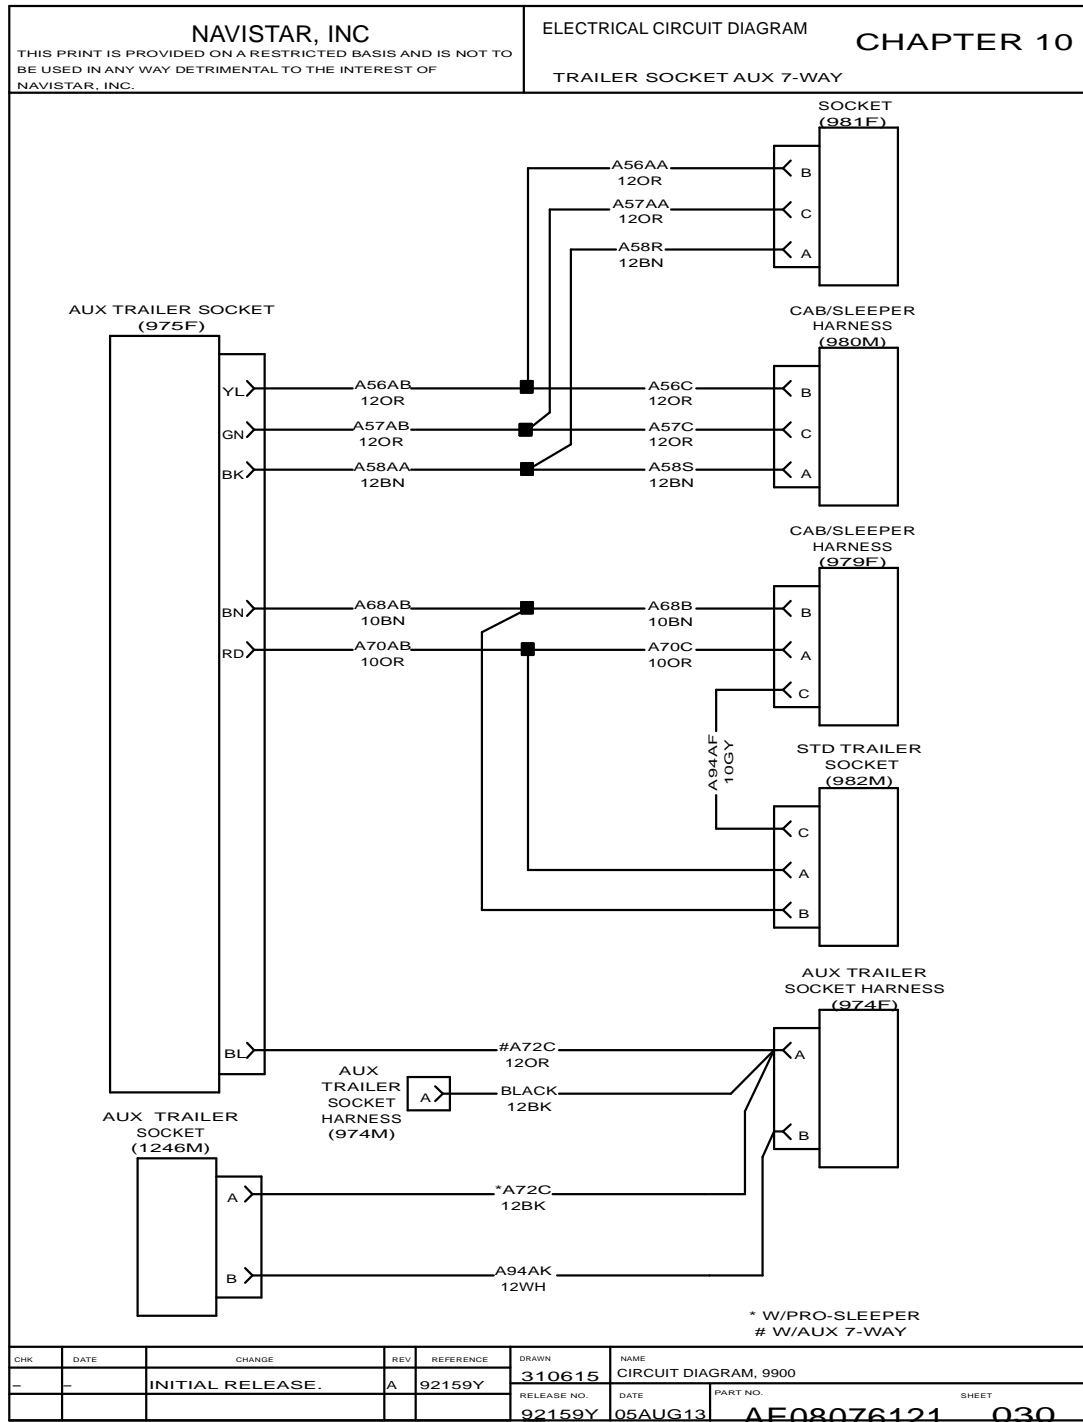 NAVISTAR, INC
THIS PRINT IS PROVIDED ON A RESTRICTED BASIS AND IS NOT TO
BE USED IN ANY WAY DETRIMENTAL TO THE INTEREST OF
NAVISTAR, INC.
ELECTRICAL CIRCUIT DIAGRAM
CHAPTER 10
TRAILER SOCKET AUX 7-WAY
SOCKET
(981F)
A56AA
12OR
B
A57AA
12OR
C
A58R
12BN
A
AUX TRAILER SOCKET
(975F)
CAB/SLEEPER
HARNESS
(980M)
YL
A56AB
12OR
A56C
12OR
B
GN
A57AB
12OR
A57C
12OR
C
BK
A58AA
12BN
A58S
12BN
A
CAB/SLEEPER
HARNESS
(979F)
BN
A68AB
10BN
A68B
10BN
B
RD
A70AB
10OR
A70C
10OR
A
C
A94AF
10GY
STD TRAILER
SOCKET
(982M)
C
A
B
AUX TRAILER
SOCKET HARNESS
(974F)
BL
#A72C
12OR
A
AUX
TRAILER
SOCKET
HARNESS
(974M)
A
BLACK
12BK
B
AUX TRAILER
SOCKET
(1246M)
A
*A72C
12BK
B
A94AK
12WH
* W/PRO-SLEEPER
# W/AUX 7-WAY
CHK DATE CHANGE REV REFERENCE
– – INITIAL RELEASE. A 92159Y
DRAWN
310615
NAME
CIRCUIT DIAGRAM, 9900
RELEASE NO.
92159Y
DATE
05AUG13
PART NO.
AE08076121
SHEET
030